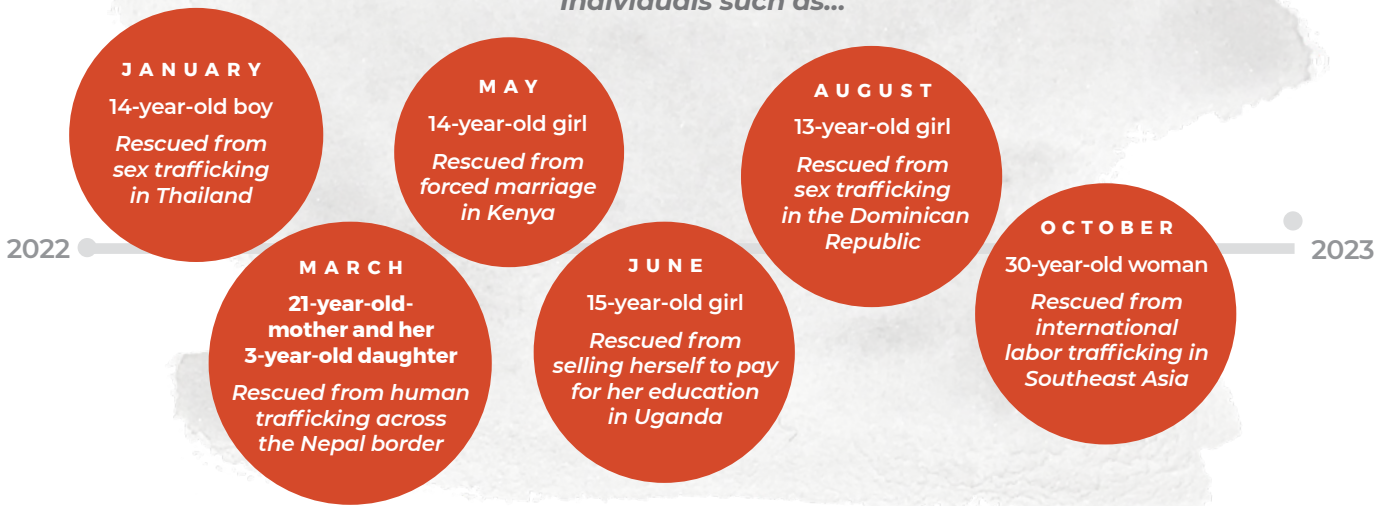 individuals such as...
JANUARY
14-year-old boy
Rescued from
sex trafficking
in Thailand
MAY
14-year-old girl
Rescued from
forced marriage
in Kenya
AUGUST
13-year-old girl
Rescued from
sex trafficking
in the Dominican
Republic
2022
2023
MARCH
21-year-old-
mother and her
3-year-old daughter
Rescued from human
trafficking across
the Nepal border
JUNE
15-year-old girl
Rescued from
selling herself to pay
for her education
in Uganda
OCTOBER
30-year-old woman
Rescued from
international
labor trafficking in
Southeast Asia